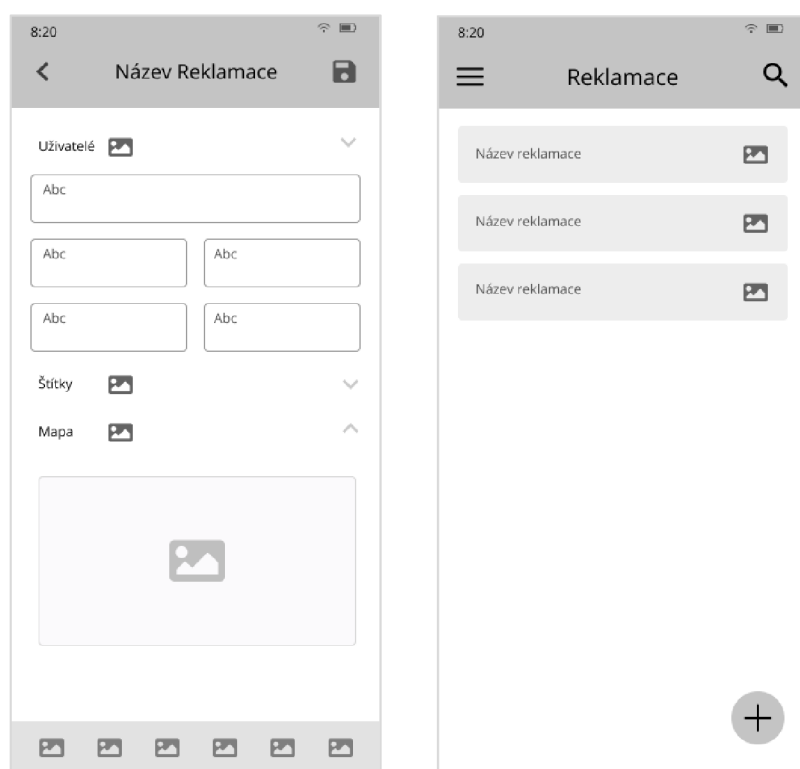 8:20
Název Reklamace
Uživatelé
Abc
Abc
Abc
Abc
Abc
Štítky
Mapa
8:20
Reklamace
Název reklamace
Název reklamace
Název reklamace